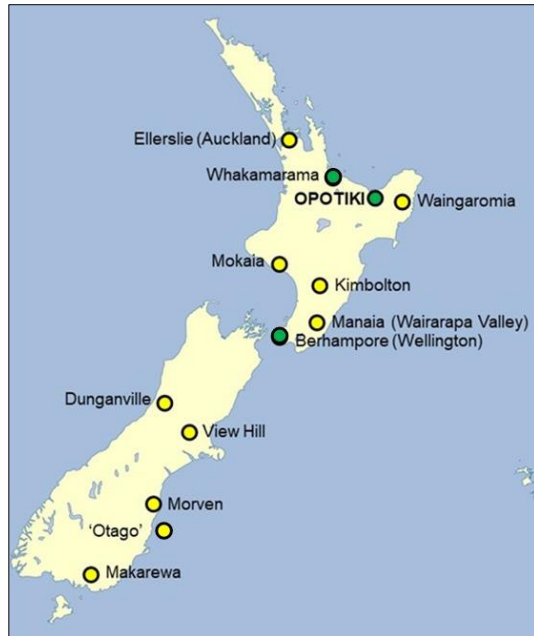 Ellerslie (Auckland)
Whakamarama
OPOTIKI
Waingaromia
Mokaia
Kimbolton
Manaia (Wairarapa Valley)
Berhampore (Wellington)
Dunganville
View Hill
Morven
'Otago'
Makarewa